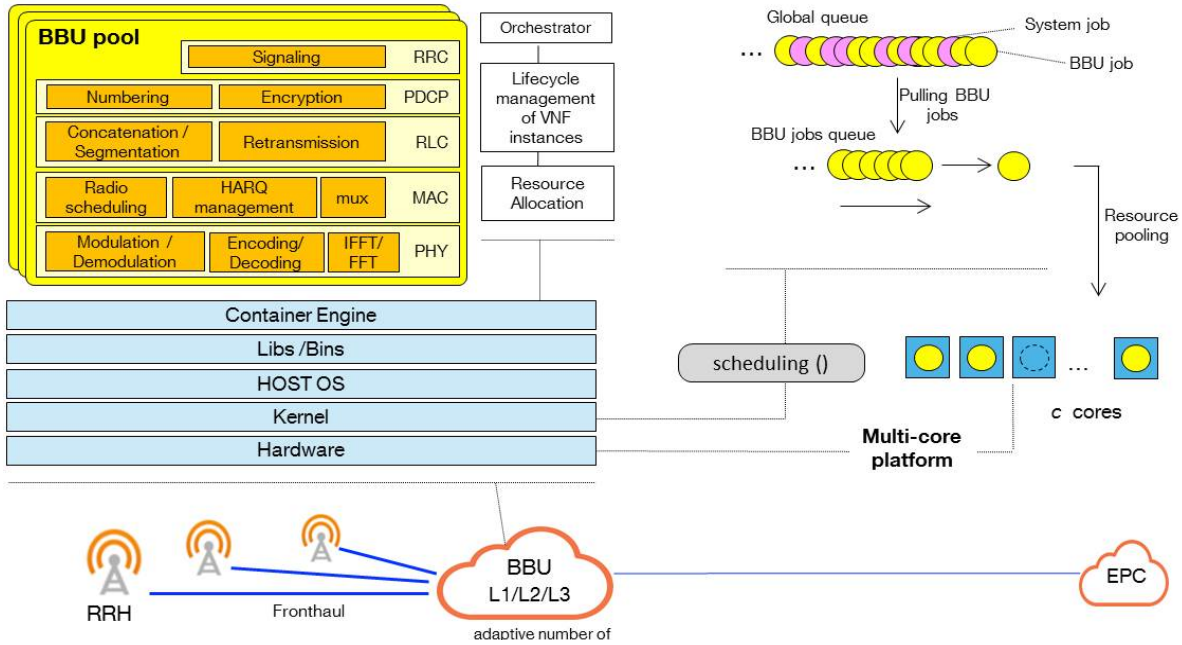 BBU pool
Signaling
RRC
Numbering
Encryption
PDCP
Concatenation /
Segmentation
Retransmission
RLC
Radio
scheduling
HARQ
management
mux
MAC
Modulation /
Demodulation
Encoding/
Decoding
IFFT/
FFT
PHY
Orchestrator
Lifecycle
management
of VNF
instances
Resource
Allocation
Container Engine
Libs /Bins
HOST OS
Kernel
Hardware
Global queue
System job
...
BBU job
Pulling BBU
jobs
BBU jobs queue
...
Resource
pooling
scheduling ()
...
c cores
Multi-core
platform
RRH
Fronthaul
BBU
L1/L2/L3
adaptive number of
EPC